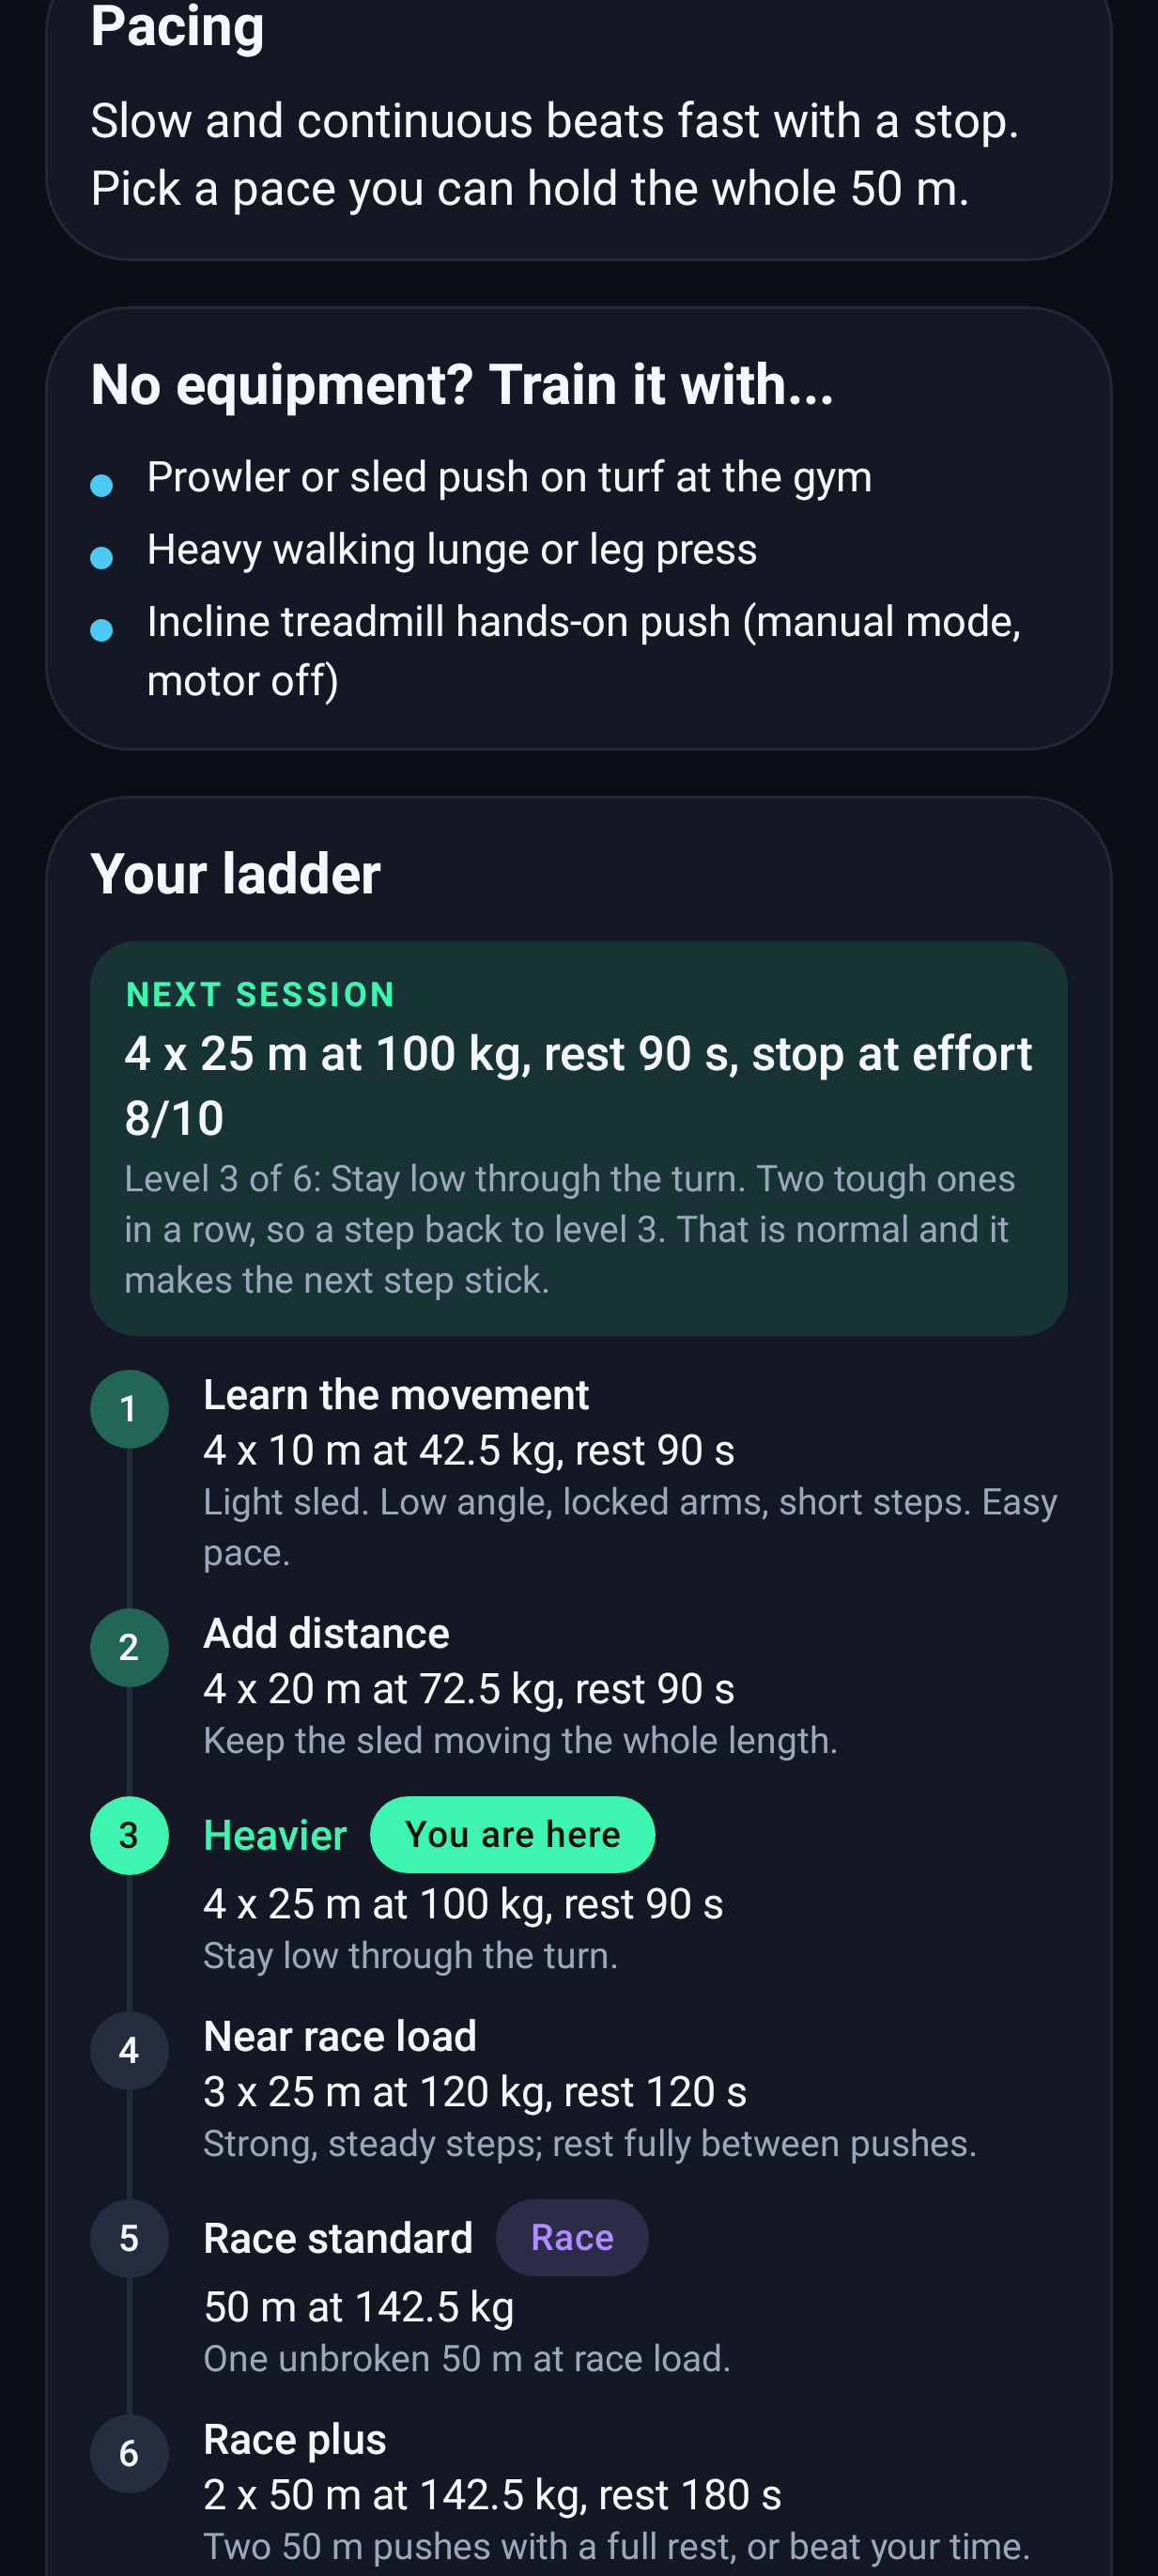 Pacing
Slow and continuous beats fast with a stop.
Pick a pace you can hold the whole 50 m.
No equipment? Train it with...
Prowler or sled push on turf at the gym
Heavy walking lunge or leg press
Incline treadmill hands-on push (manual mode,
motor off)
Your ladder
NEXT SESSION
4 x 25 m at 100 kg, rest 90 s, stop at effort
8/10
Level 3 of 6: Stay low through the turn. Two tough ones
in a row, so a step back to level 3. That is normal and it
makes the next step stick.
1 Learn the movement
4 x 10 m at 42.5 kg, rest 90 s
Light sled. Low angle, locked arms, short steps. Easy
pace.
2 Add distance
4 x 20 m at 72.5 kg, rest 90 s
Keep the sled moving the whole length.
3 Heavier You are here
4 x 25 m at 100 kg, rest 90 s
Stay low through the turn.
4 Near race load
3 x 25 m at 120 kg, rest 120 s
Strong, steady steps; rest fully between pushes.
5 Race standard Race
50 m at 142.5 kg
One unbroken 50 m at race load.
6 Race plus
2 x 50 m at 142.5 kg, rest 180 s
Two 50 m pushes with a full rest, or beat your time.